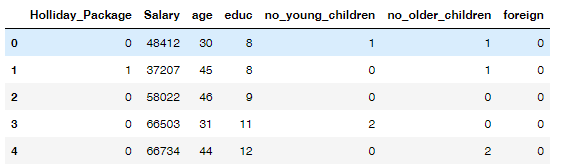 Holliday_Package Salary age educ no_young_children no_older_children foreign
0 0 48412 30 8 1 1 0
1 1 37207 45 8 0 1 0
2 0 58022 46 9 0 0 0
3 0 66503 31 11 2 0 0
4 0 66734 44 12 0 2 0